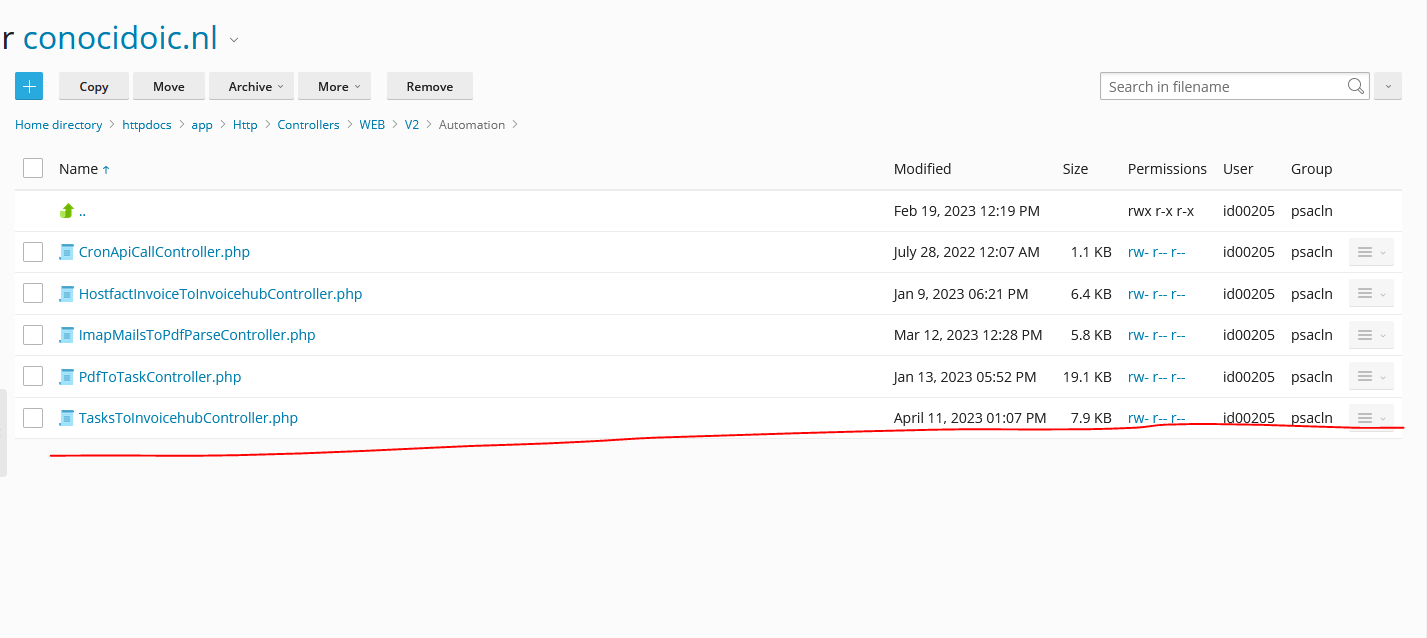 r conocidoic.nl
Copy Move Archive More Remove Search in filename
Home directory > httpdocs > app > Http > Controllers > WEB > V2 > Automation >
Name ↑ Modified Size Permissions User Group
.. Feb 19, 2023 12:19 PM rwx r-x r-x id00205 psacln
CronApiCallController.php July 28, 2022 12:07 AM 1.1 KB rw- r-- r-- id00205 psacln
HostfactInvoiceToInvoicehubController.php Jan 9, 2023 06:21 PM 6.4 KB rw- r-- r-- id00205 psacln
ImapMailsToPdfParseController.php Mar 12, 2023 12:28 PM 5.8 KB rw- r-- r-- id00205 psacln
PdfToTaskController.php Jan 13, 2023 05:52 PM 19.1 KB rw- r-- r-- id00205 psacln
TasksToInvoicehubController.php April 11, 2023 01:07 PM 7.9 KB rw- r-- r-- id00205 psacln